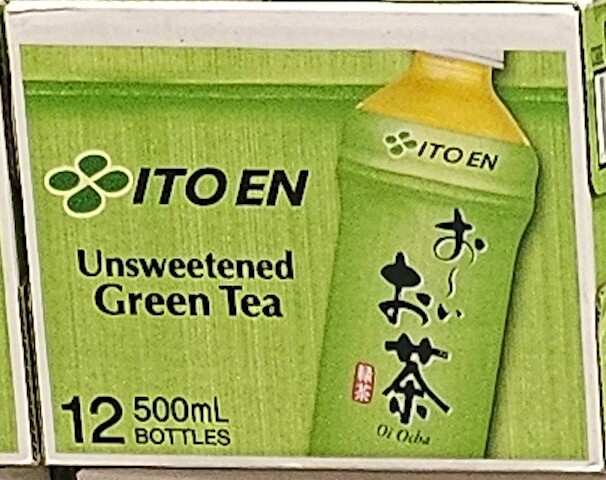 ITO EN
Unsweetened
Green Tea
12 500mL
BOTTLES
ITO EN
お～い
お茶
緑茶
Oi Ocha